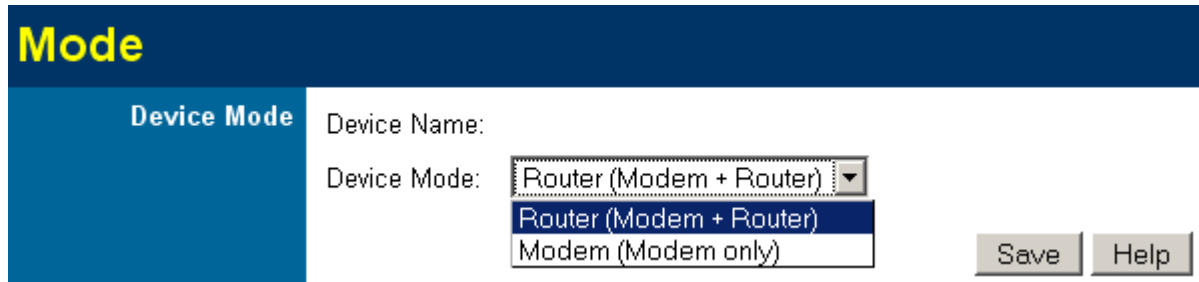 Mode
Device Mode
Device Name:
Device Mode: Router (Modem + Router)
Router (Modem + Router)
Modem (Modem only)
Save Help